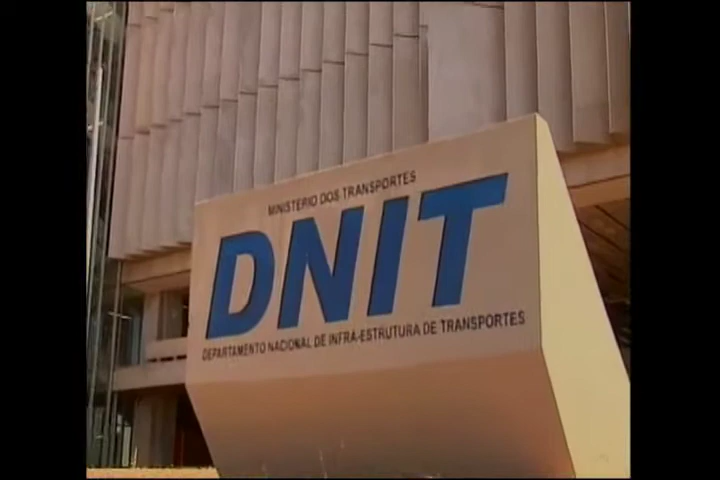 MINISTERIO DOS TRANSPORTES
DNIT
DEPARTAMENTO NACIONAL DE INFRA-ESTRUTURA DE TRANSPORTES